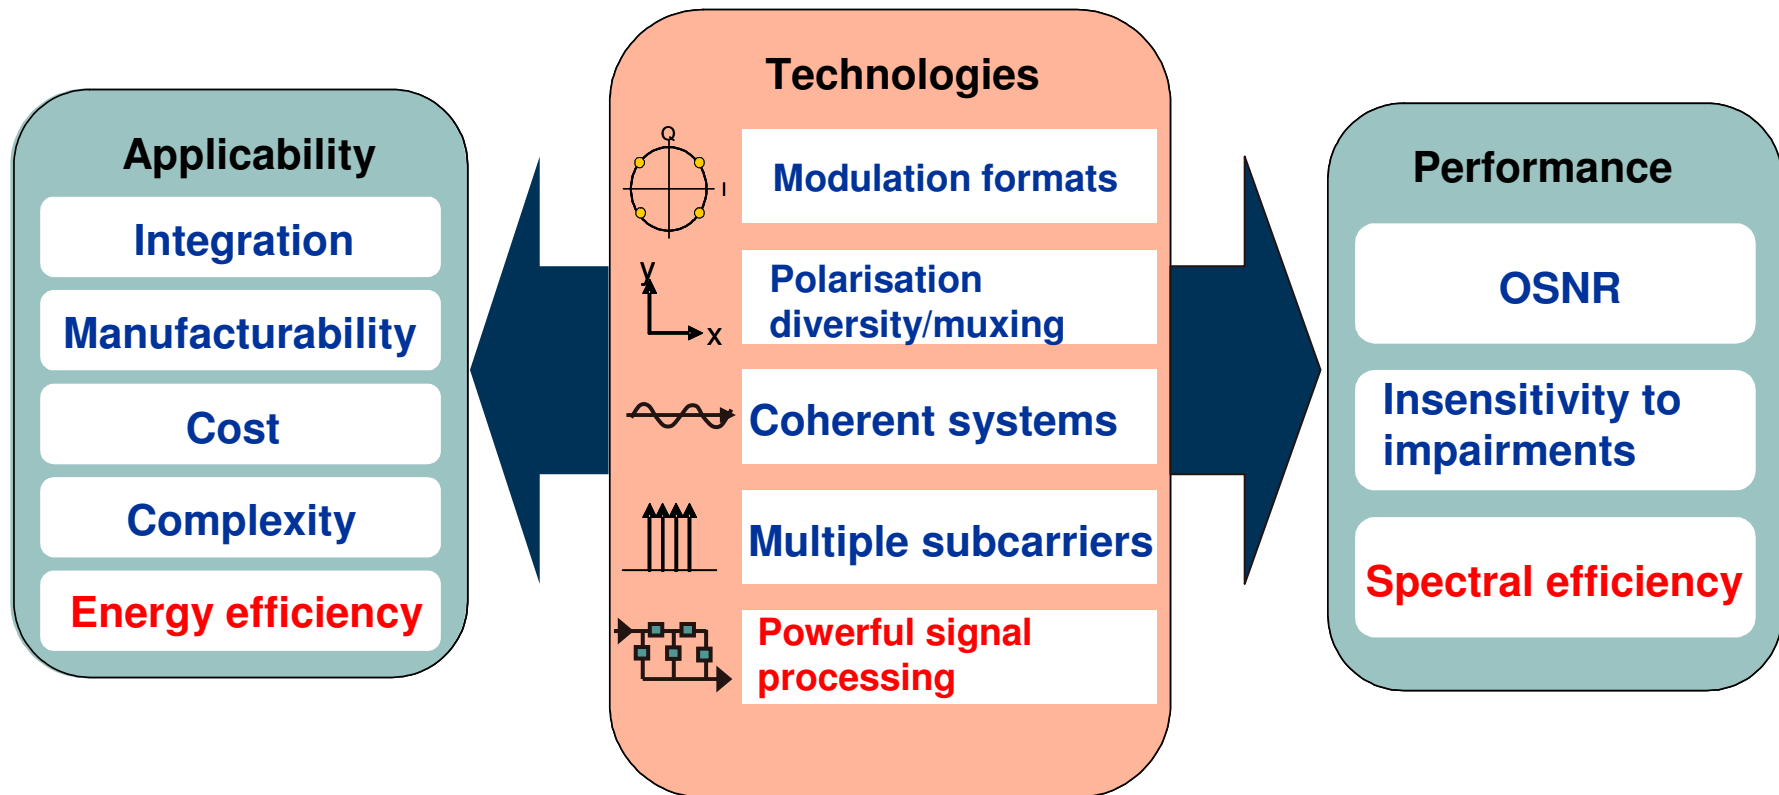 Applicability
Integration
Manufacturability
Cost
Complexity
Energy efficiency
Technologies
Q
I
Modulation formats
y
x
Polarisation
diversity/muxing
Coherent systems
Multiple subcarriers
Powerful signal
processing
Performance
OSNR
Insensitivity to
impairments
Spectral efficiency